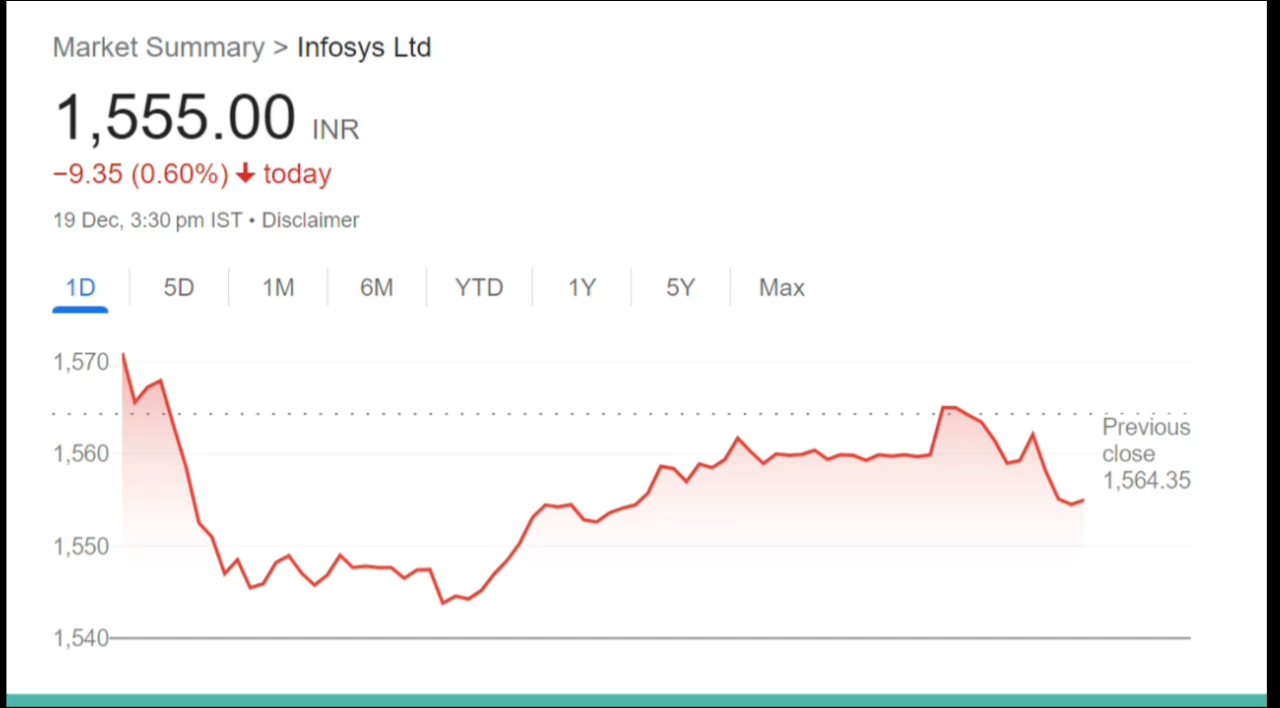 Market Summary > Infosys Ltd
1,555.00 INR
−9.35 (0.60%) ↓ today
19 Dec, 3:30 pm IST • Disclaimer
1D 5D 1M 6M YTD 1Y 5Y Max
1,570
1,560
1,550
1,540
Previous
close
1,564.35